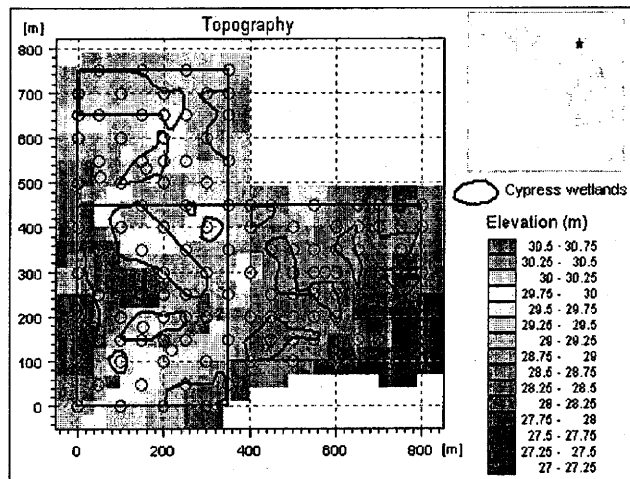 Topography
[m]
800
700
600
500
400
300
200
100
0
0 200 400 600 800 [m]
Cypress wetlands
Elevation (m)
30.5 - 30.75
30.25 - 30.5
30 - 30.25
29.75 - 30
29.5 - 29.75
29.25 - 29.5
29 - 29.25
28.75 - 29
28.5 - 28.75
28.25 - 28.5
28 - 28.25
27.75 - 28
27.5 - 27.75
27.25 - 27.5
27 - 27.25